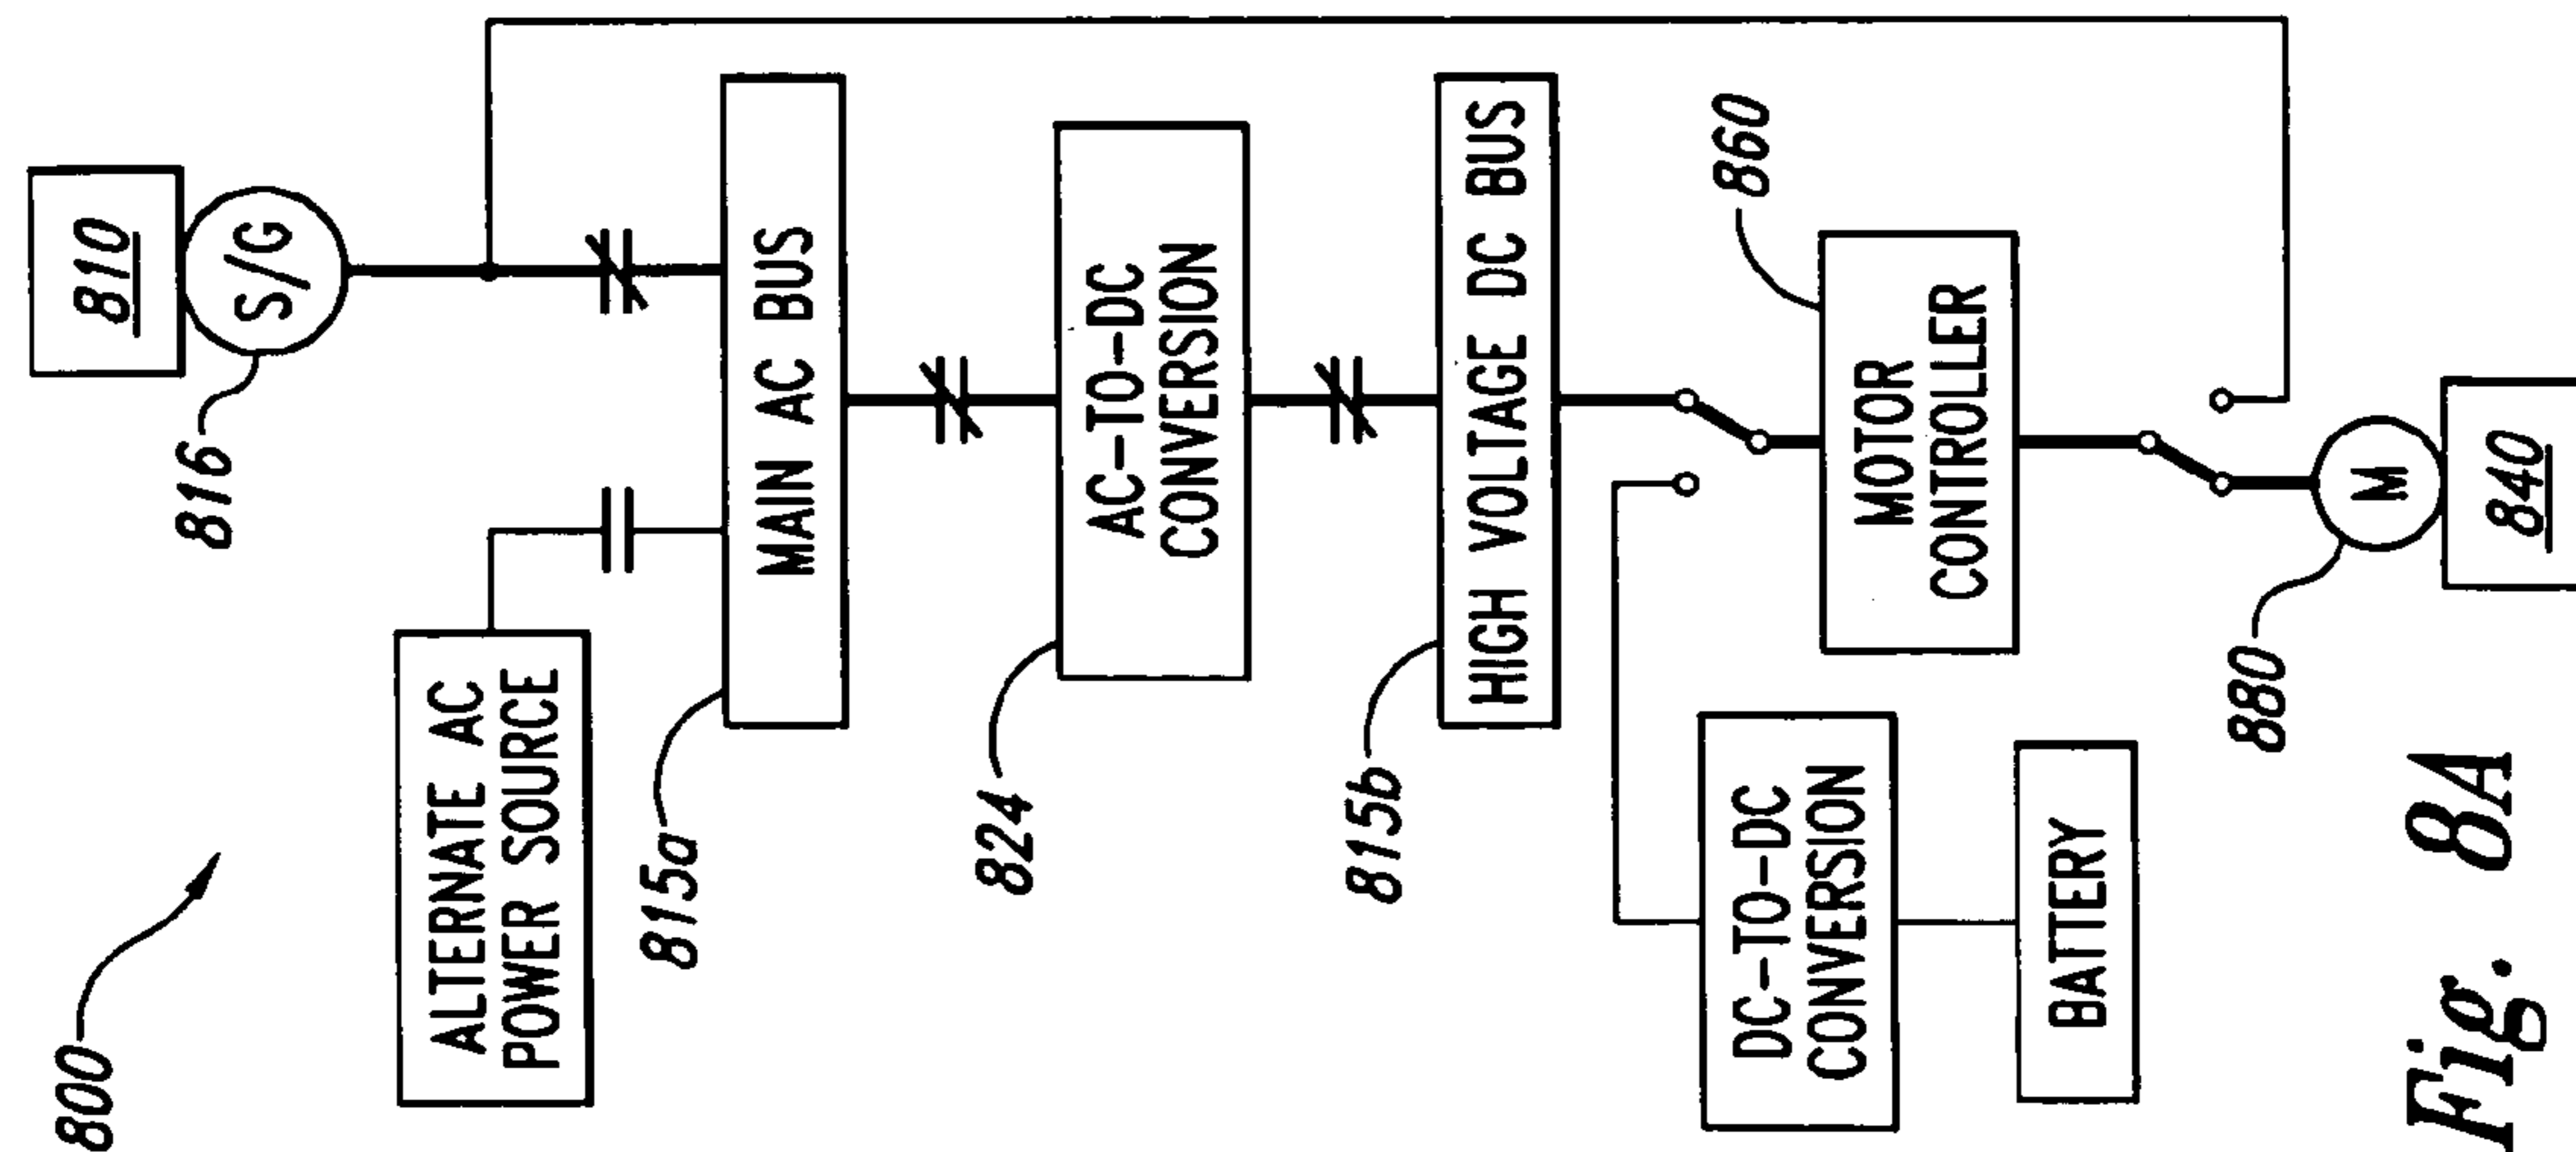 800
810
S/G
816
ALTERNATE AC
POWER SOURCE
815a
MAIN AC BUS
824
AC-TO-DC
CONVERSION
815b
HIGH VOLTAGE DC BUS
860
MOTOR
CONTROLLER
DC-TO-DC
CONVERSION
BATTERY
M
880
840
Fig. 8A